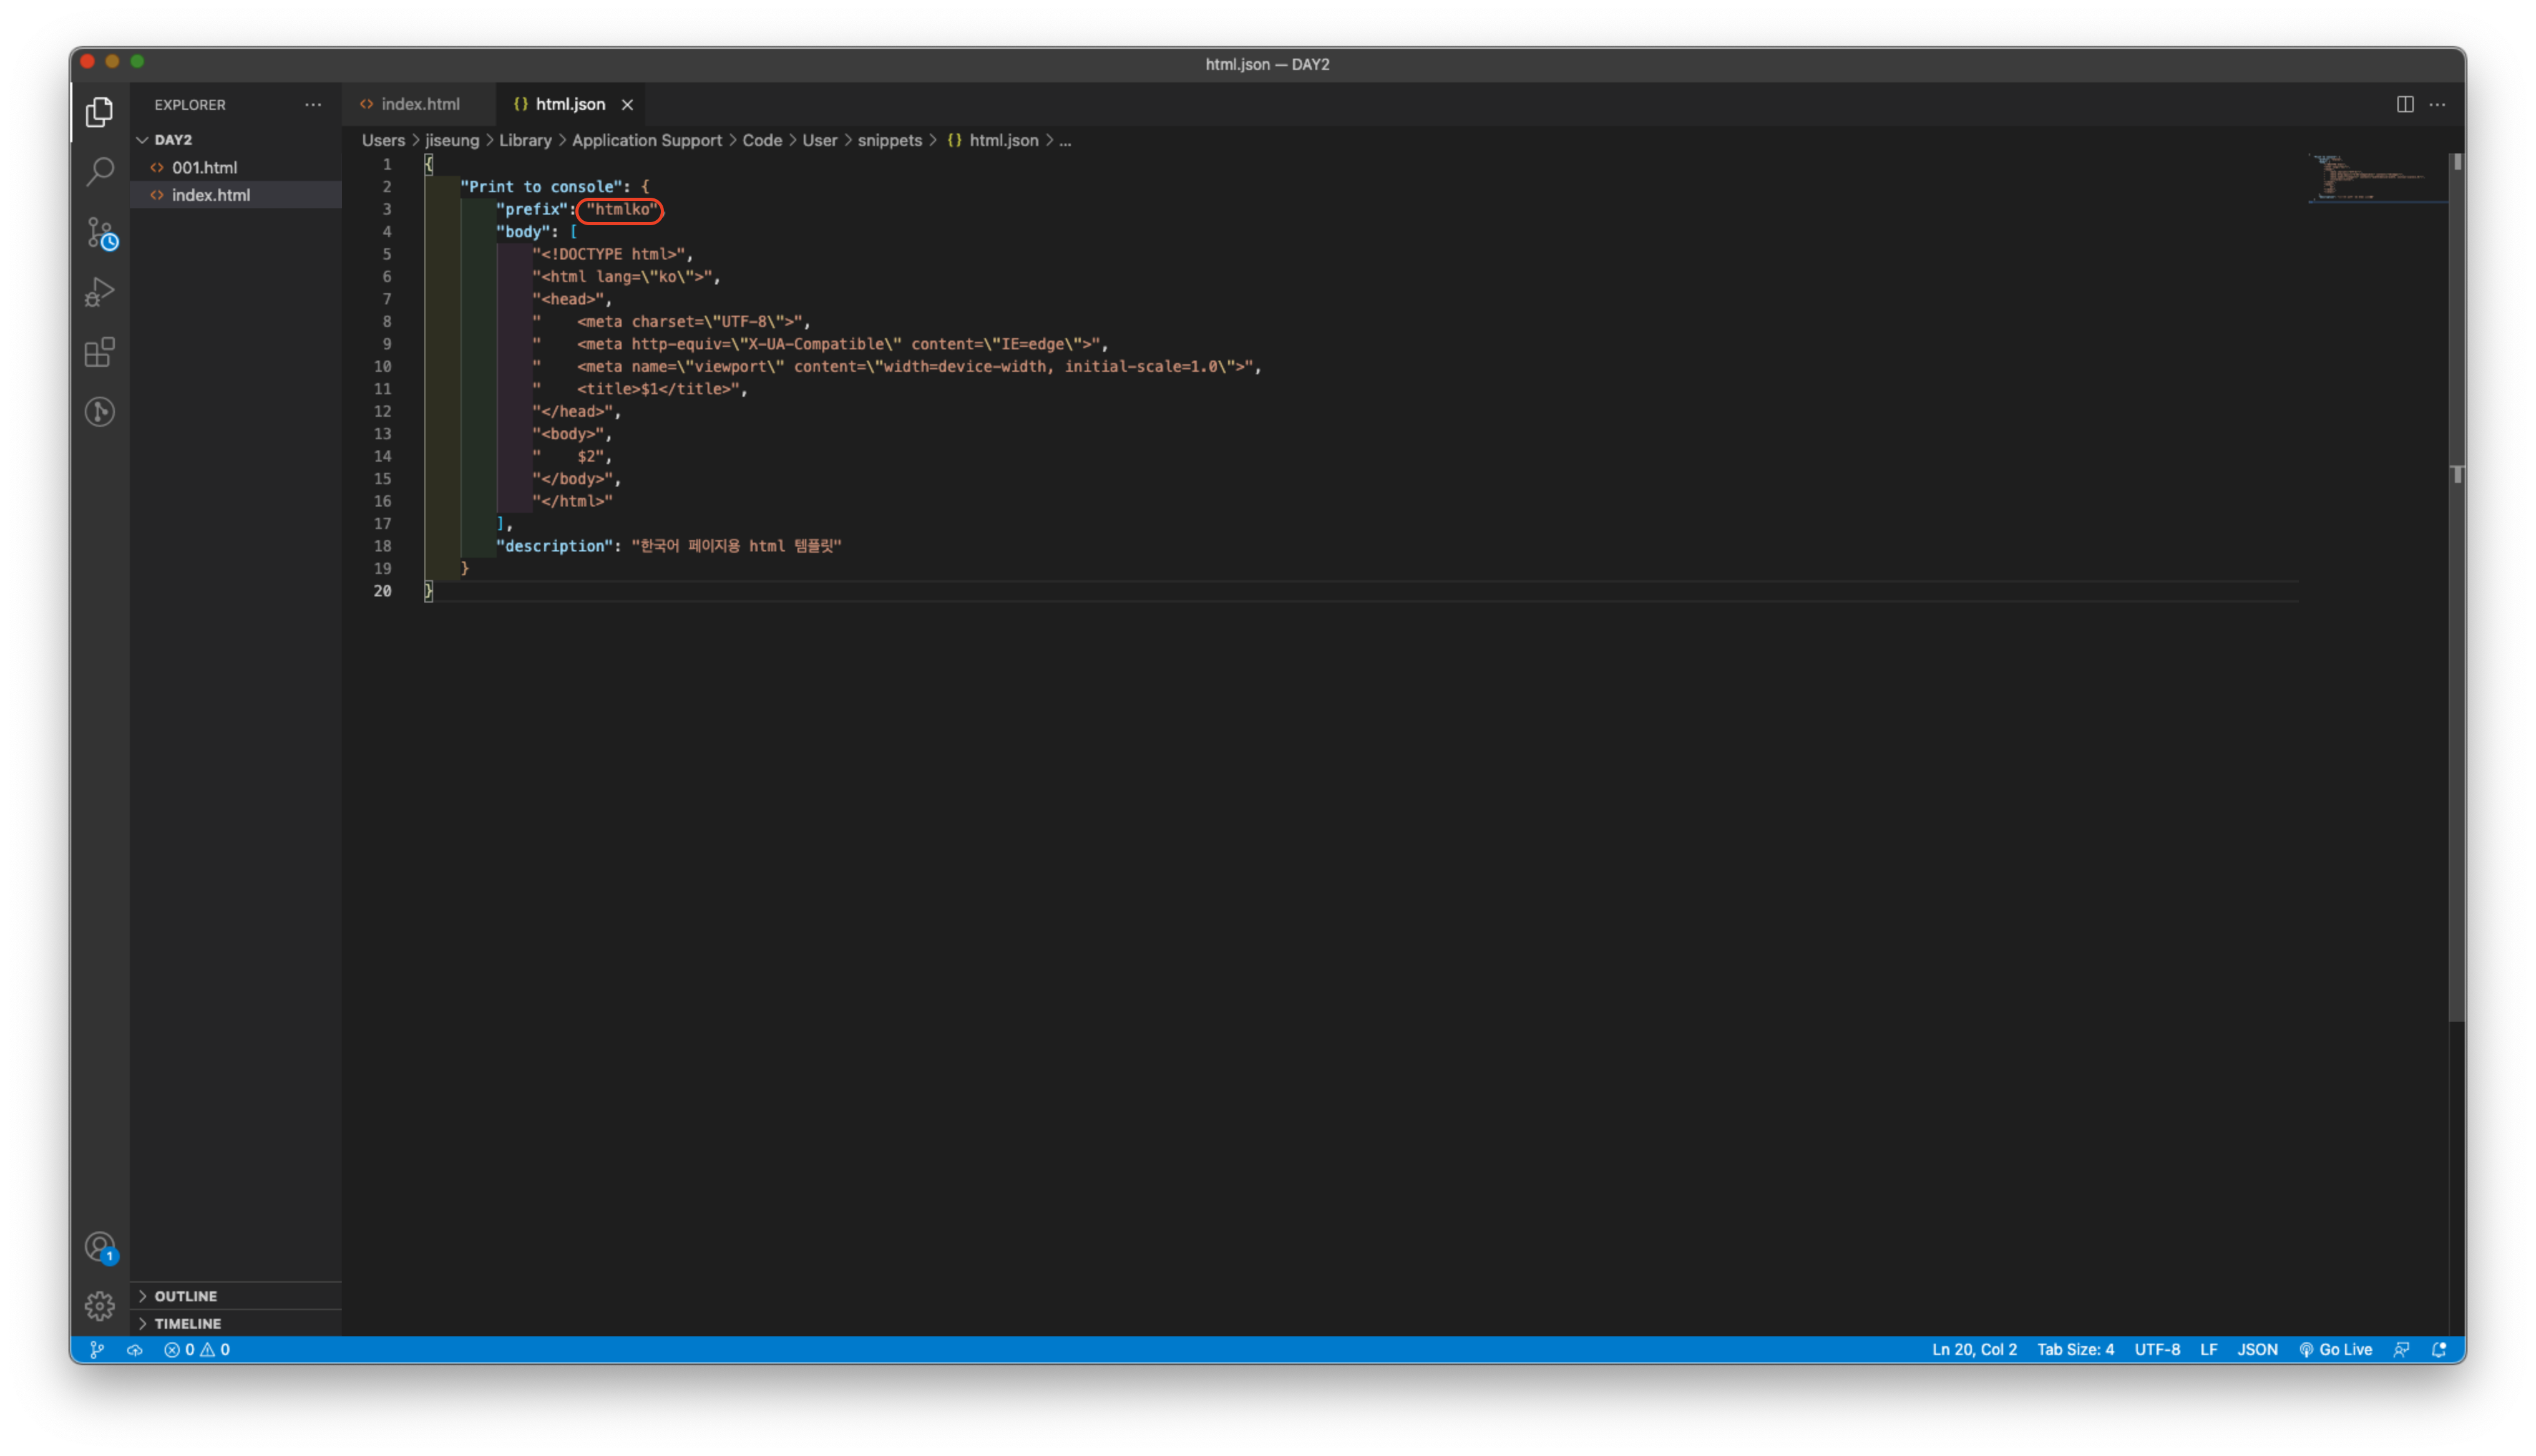 html.json — DAY2
EXPLORER
DAY2
001.html
index.html
index.html
html.json
Users > jiseung > Library > Application Support > Code > User > snippets > {} html.json > ...
1 {
2 "Print to console": {
3 "prefix": "htmlko",
4 "body": [
5 "<!DOCTYPE html>",
6 "<html lang=\"ko\">",
7 "<head>",
8 "    <meta charset=\"UTF-8\">",
9 "    <meta http-equiv=\"X-UA-Compatible\" content=\"IE=edge\">",
10 "    <meta name=\"viewport\" content=\"width=device-width, initial-scale=1.0\">",
11 "    <title>$1</title>",
12 "</head>",
13 "<body>",
14 "    $2",
15 "</body>",
16 "</html>"
17 ],
18 "description": "한국어 페이지용 html 템플릿"
19 }
20 }
1
OUTLINE
TIMELINE
0 0 Ln 20, Col 2 Tab Size: 4 UTF-8 LF JSON Go Live